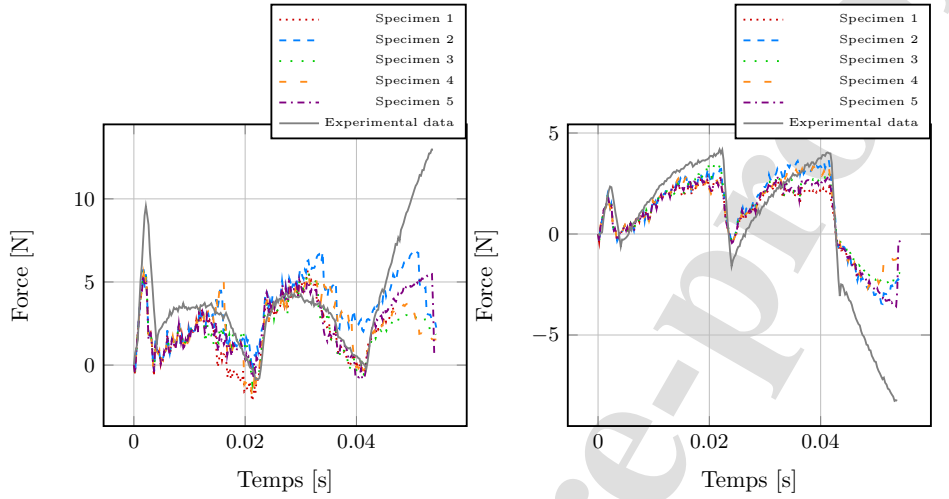 Specimen 1
Specimen 2
Specimen 3
Specimen 4
Specimen 5
Experimental data
10
5
0
0
0.02
0.04
Force [N]
Temps [s]
Specimen 1
Specimen 2
Specimen 3
Specimen 4
Specimen 5
Experimental data
5
0
−5
0
0.02
0.04
Force [N]
Temps [s]
e-pr